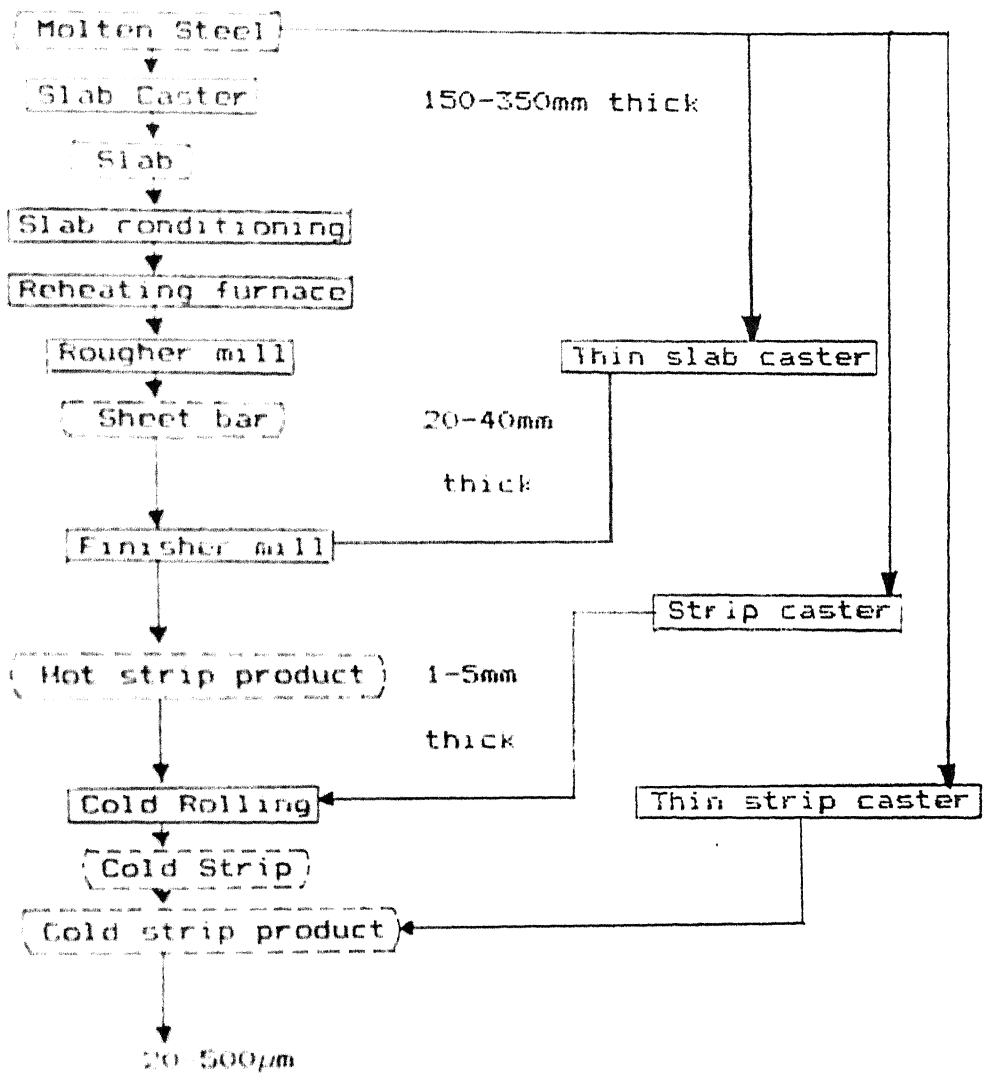 Molten Steel
Slab Caster
150-350mm thick
Slab
Slab conditioning
Reheating furnace
Rougher mill
Thin slab caster
Sheet bar
20-40mm
thick
Finisher mill
Strip caster
Hot strip product
1-5mm
thick
Cold Rolling
Thin strip caster
Cold Strip
Cold strip product
20-500μm